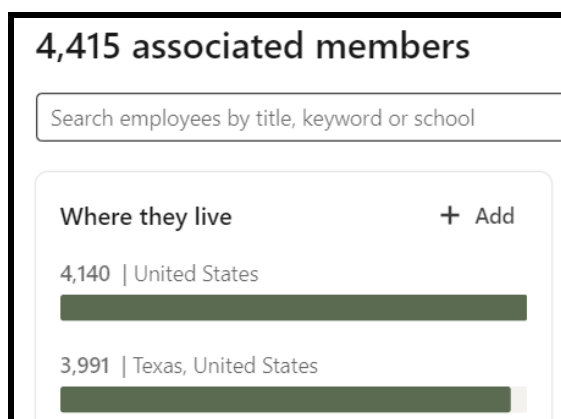 4,415 associated members
Search employees by title, keyword or school
Where they live + Add
4,140 | United States
3,991 | Texas, United States